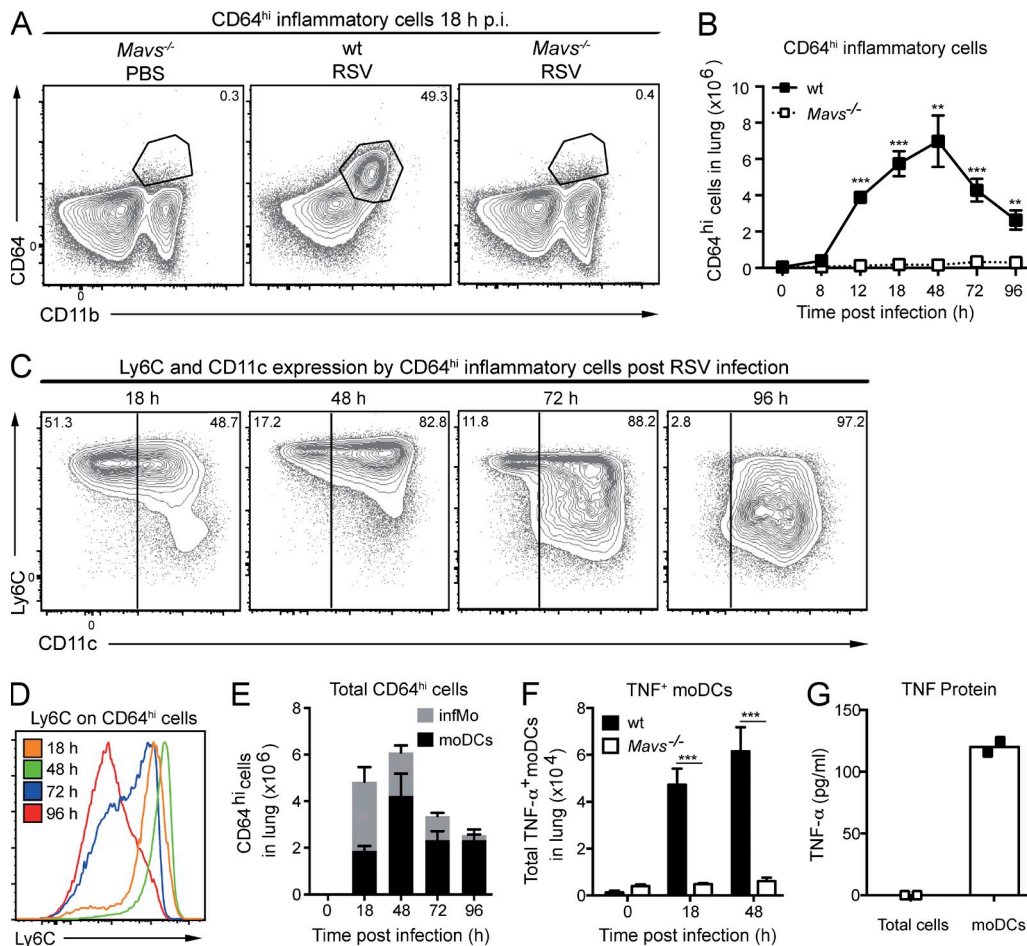 A
CD64hi inflammatory cells 18 h p.i.
Mavs-/- PBS
wt RSV
Mavs-/- RSV
0.3
49.3
0.4
CD64
0
0
CD11b
B
CD64hi inflammatory cells
wt
Mavs-/-
CD64hi cells in lung (x10 6)
10
8
6
4
2
0
***
***
**
***
**
0 8 12 18 48 72 96
Time post infection (h)
C
Ly6C and CD11c expression by CD64hi inflammatory cells post RSV infection
18 h 48 h 72 h 96 h
51.3 48.7 17.2 82.8 11.8 88.2 2.8 97.2
Ly6C
0
0
CD11c
D
Ly6C on CD64hi cells
18 h
48 h
72 h
96 h
Ly6C
E
Total CD64hi cells
infMo
moDCs
CD64hi cells
in lung (x10 6)
8
6
4
2
0
0 18 48 72 96
Time post infection (h)
F
TNF+ moDCs
wt
Mavs-/-
Total TNF-α+moDCs
in lung (x10 4)
8
6
4
2
0
***
***
0 18 48
Time post infection (h)
G
TNF Protein
TNF-α (pg/ml)
150
100
50
0
Total cells moDCs